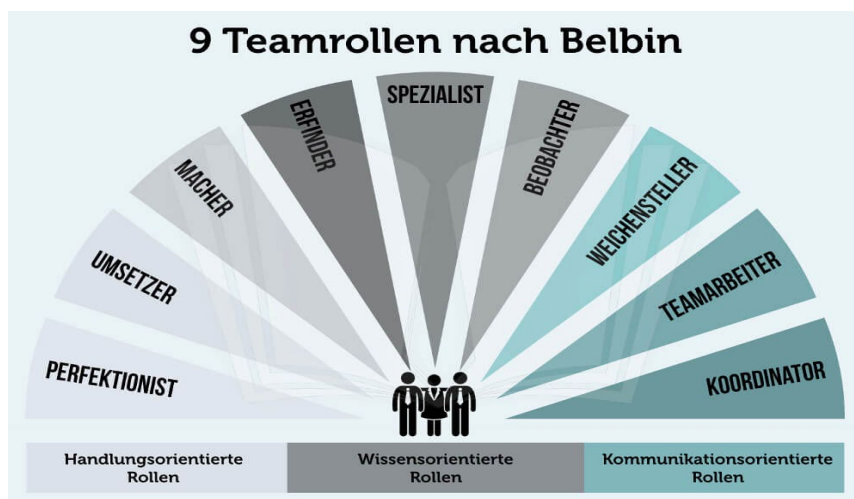 9 Teamrollen nach Belbin
PERFEKTIONIST
UMSETZER
MACHER
ERFINDER
SPEZIALIST
BEOBACHTER
WEICHENSTELLER
TEAMARBEITER
KOORDINATOR
Handlungsorientierte
Rollen
Wissensorientierte
Rollen
Kommunikationsorientierte
Rollen